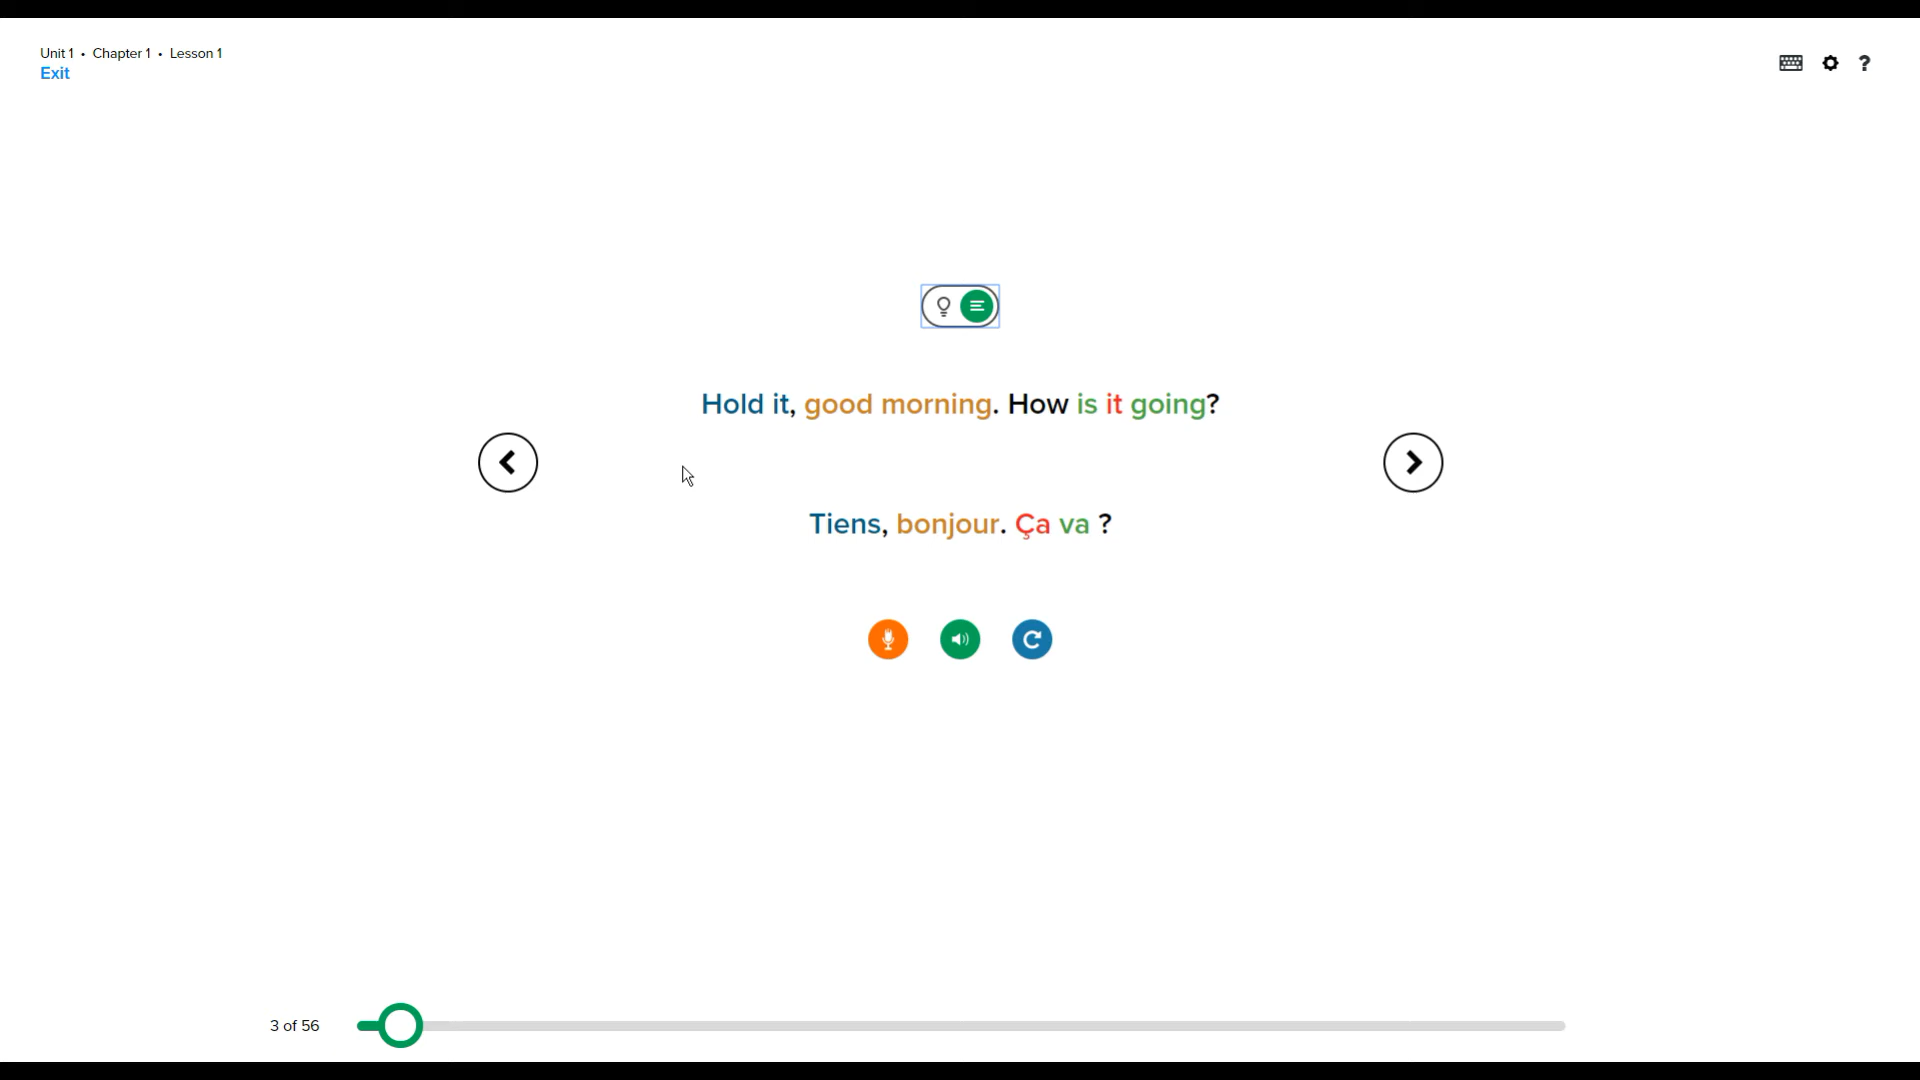 Unit 1 • Chapter 1 • Lesson 1
Exit
?
Hold it, good morning. How is it going?
Tiens, bonjour. Ça va ?
3 of 56